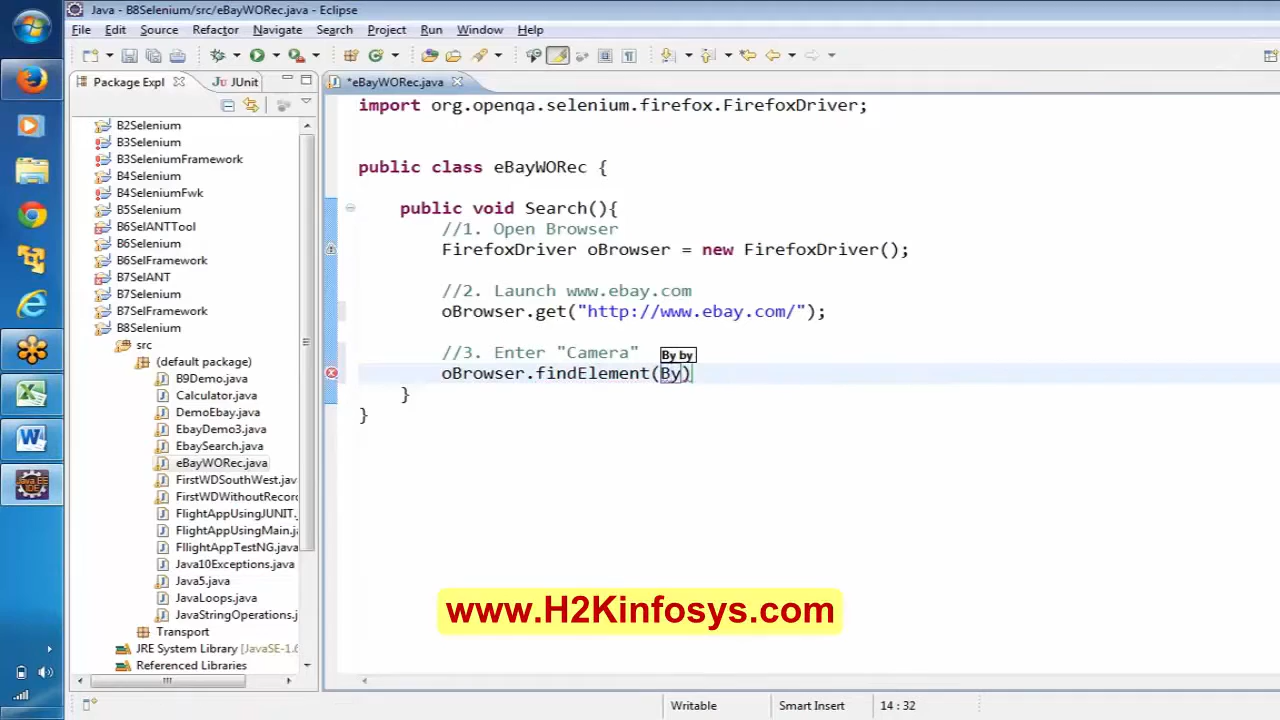 Java - B8Selenium/src/eBayWORec.java - Eclipse
File Edit Source Refactor Navigate Search Project Run Window Help
Package Expl JUnit
*eBayWORec.java
B2Selenium
B3Selenium
B3SeleniumFramework
B4Selenium
B4SeleniumFwk
B5Selenium
B6SelANTTool
B6Selenium
B6SelFramework
B7SelANT
B7Selenium
B7SelFramework
B8Selenium
src
(default package)
B9Demo.java
Calculator.java
DemoEbay.java
EbayDemo3.java
EbaySearch.java
eBayWORec.java
FirstWDSouthWest.jav
FirstWDWithoutRecord
FlightAppUsingJUNIT.
FlightAppUsingMain.ja
FllightAppTestNG.java
Java10Exceptions.java
Java5.java
JavaLoops.java
JavaStringOperations.j
Transport
JRE System Library [JavaSE-1.6
Referenced Libraries
import org.openqa.selenium.firefox.FirefoxDriver;
public class eBayWORec {
public void Search(){
//1. Open Browser
FirefoxDriver oBrowser = new FirefoxDriver();
//2. Launch www.ebay.com
oBrowser.get("http://www.ebay.com/");
//3. Enter "Camera"
By by
oBrowser.findElement(By)
}
}
www.H2Kinfosys.com
Writable Smart Insert 14 : 32